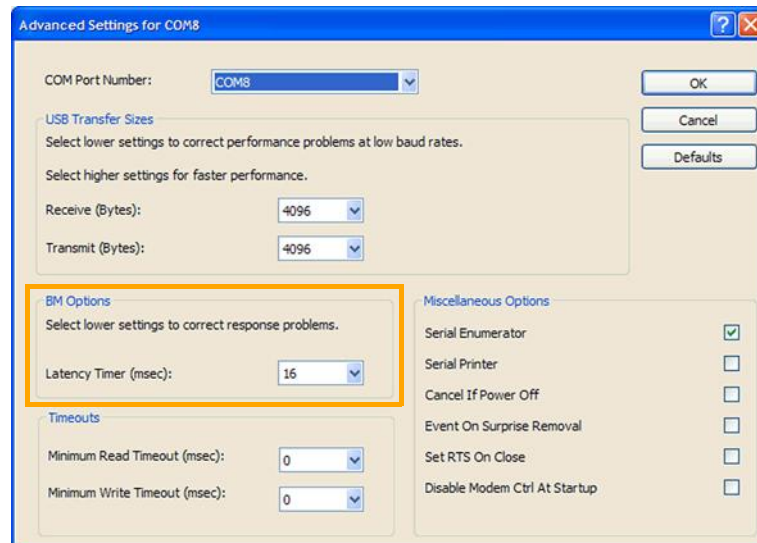 Advanced Settings for COM8
COM Port Number: COM8
OK
Cancel
Defaults
USB Transfer Sizes
Select lower settings to correct performance problems at low baud rates.
Select higher settings for faster performance.
Receive (Bytes): 4096
Transmit (Bytes): 4096
BM Options
Select lower settings to correct response problems.
Latency Timer (msec): 16
Timeouts
Minimum Read Timeout (msec): 0
Minimum Write Timeout (msec): 0
Miscellaneous Options
Serial Enumerator
Serial Printer
Cancel If Power Off
Event On Surprise Removal
Set RTS On Close
Disable Modem Ctrl At Startup